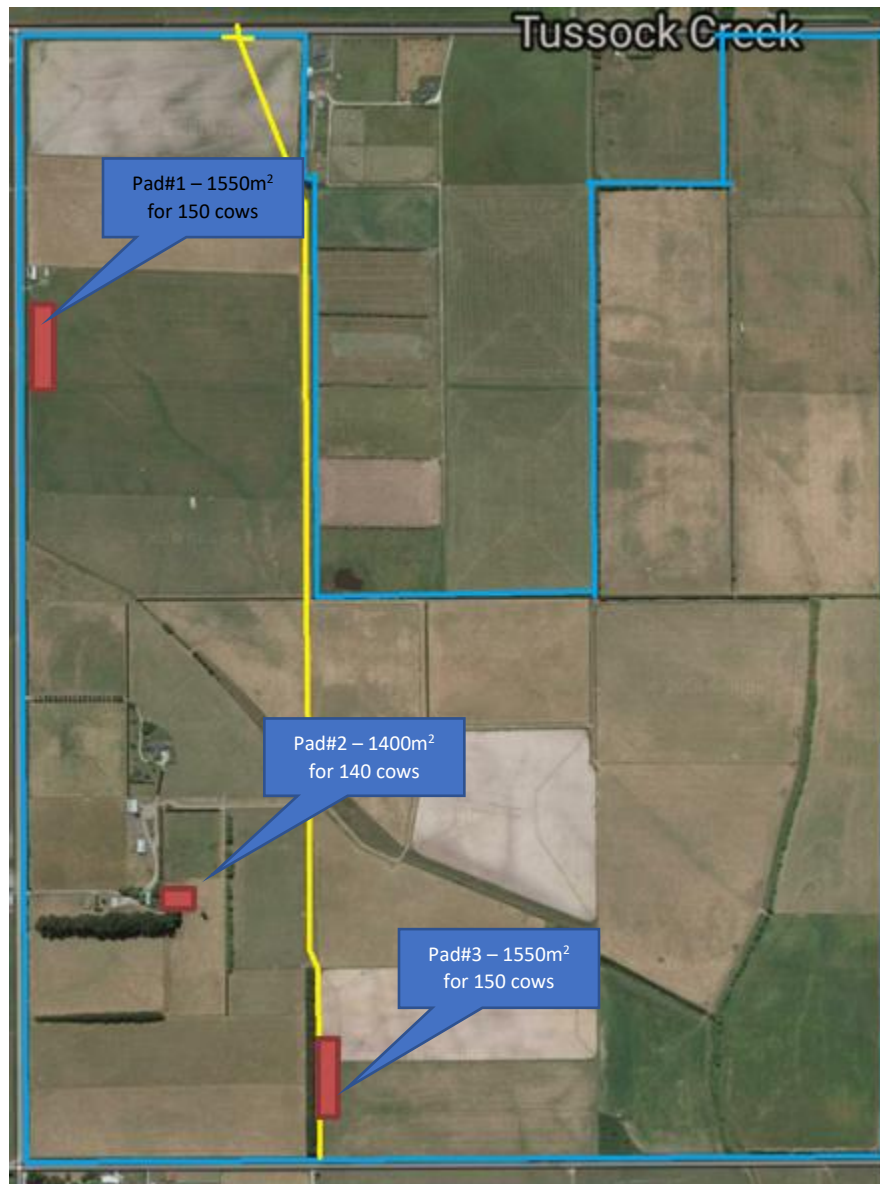 Tussock Creek
Pad#1 – 1550m²
for 150 cows
Pad#2 – 1400m²
for 140 cows
Pad#3 – 1550m²
for 150 cows